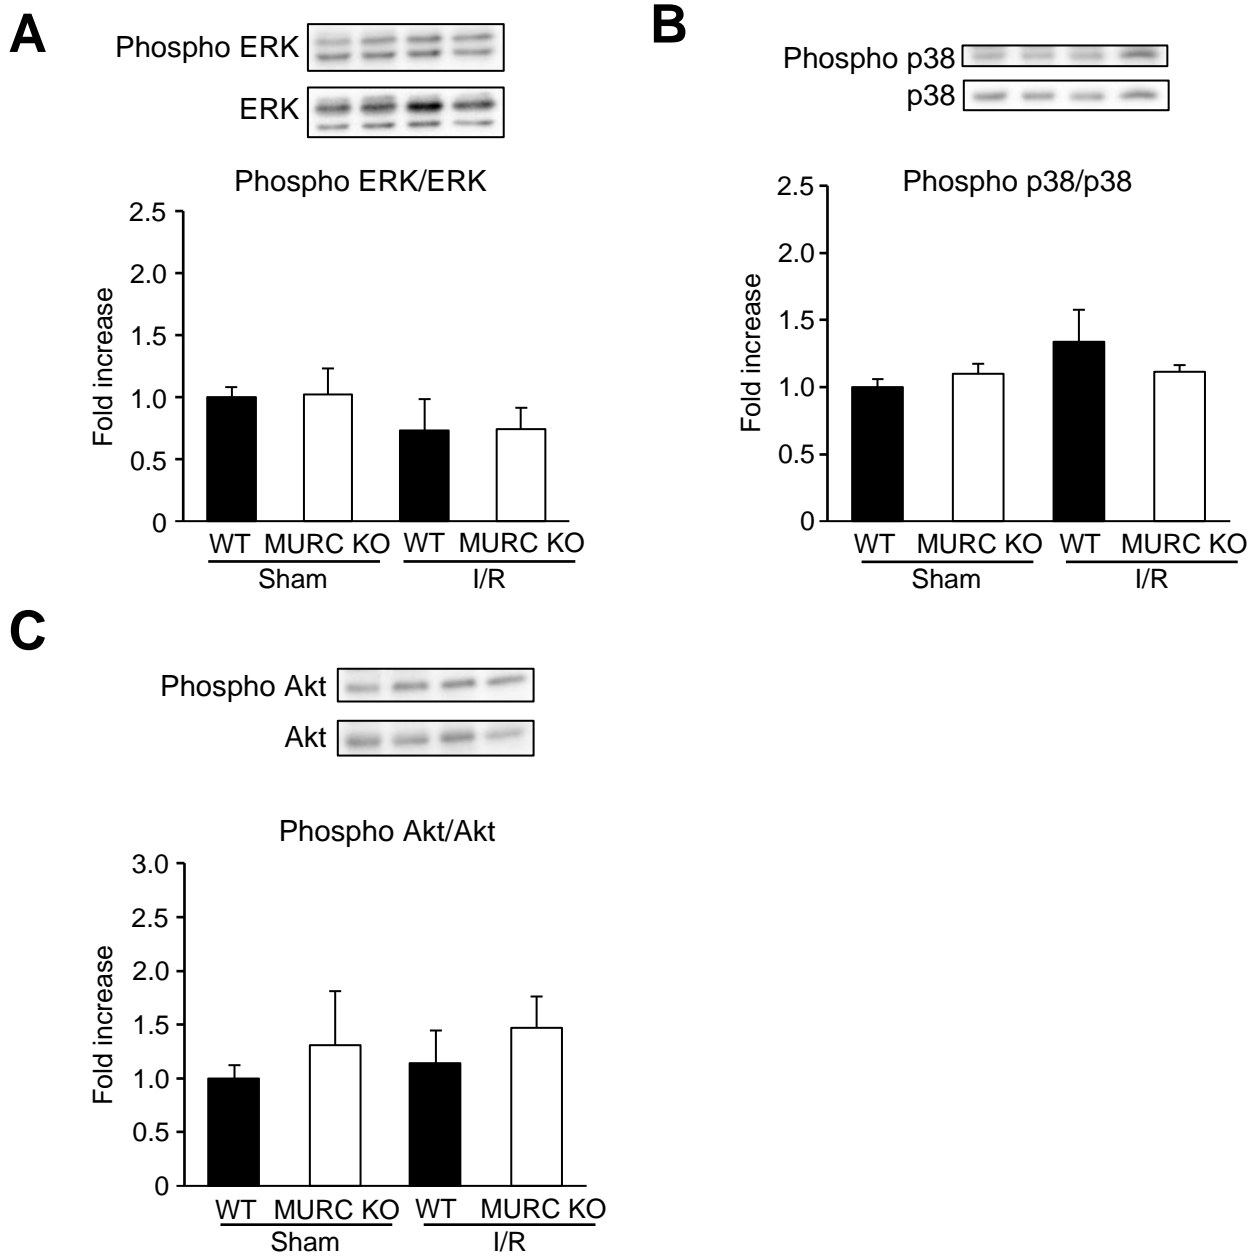 A
Phospho ERK
ERK
Phospho ERK/ERK
Fold increase
2.5
2.0
1.5
1.0
0.5
0
WT MURC KO WT MURC KO
Sham I/R
B
Phospho p38
p38
Phospho p38/p38
Fold increase
2.5
2.0
1.5
1.0
0.5
0
WT MURC KO WT MURC KO
Sham I/R
C
Phospho Akt
Akt
Phospho Akt/Akt
Fold increase
3.0
2.5
2.0
1.5
1.0
0.5
0
WT MURC KO WT MURC KO
Sham I/R